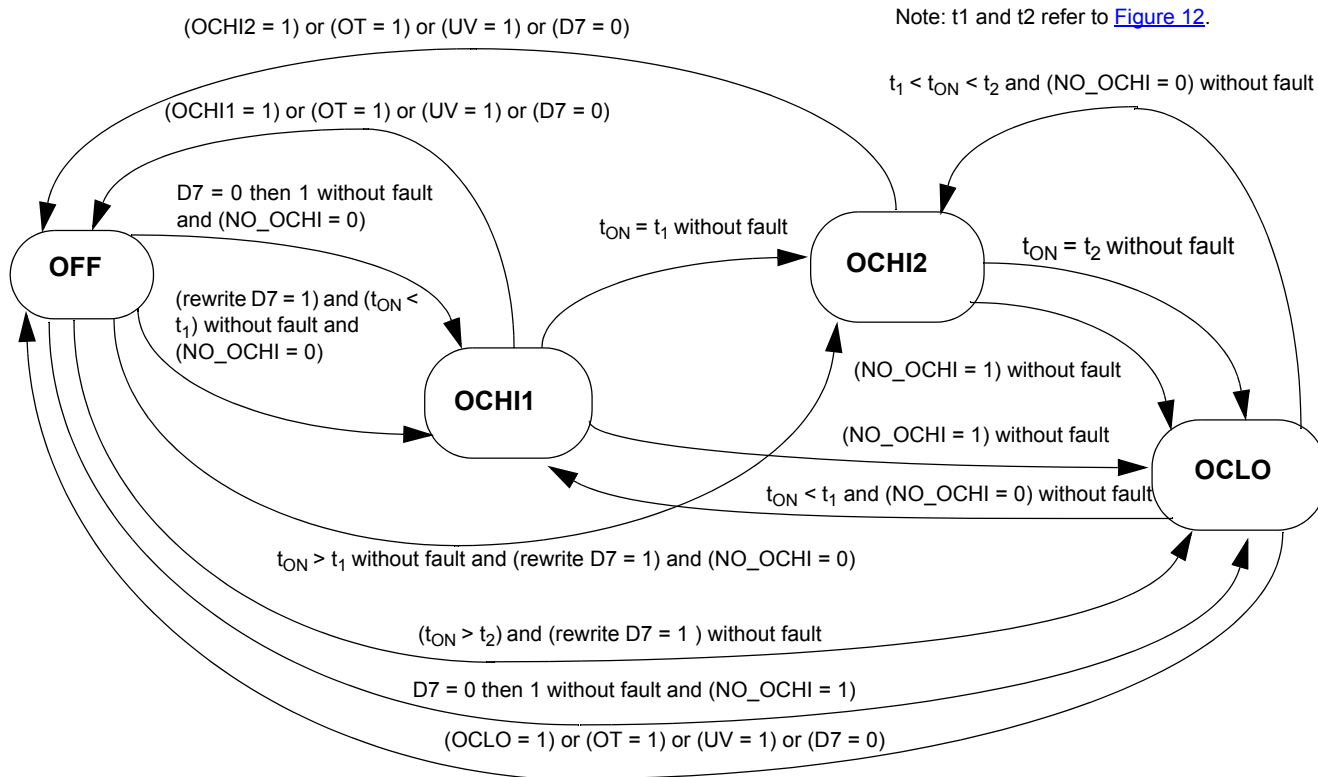 Note: t1 and t2 refer to Figure 12.
(OCHI2 = 1) or (OT = 1) or (UV = 1) or (D7 = 0)
t1 < tON < t2 and (NO_OCHI = 0) without fault
(OCHI1 = 1) or (OT = 1) or (UV = 1) or (D7 = 0)
D7 = 0 then 1 without fault
and (NO_OCHI = 0)
tON = t1 without fault
tON = t2 without fault
OFF
OCHI2
(rewrite D7 = 1) and (tON <
t1) without fault and
(NO_OCHI = 0)
(NO_OCHI = 1) without fault
OCHI1
(NO_OCHI = 1) without fault
OCLO
tON < t1 and (NO_OCHI = 0) without fault
tON > t1 without fault and (rewrite D7 = 1) and (NO_OCHI = 0)
(tON > t2) and (rewrite D7 = 1 ) without fault
D7 = 0 then 1 without fault and (NO_OCHI = 1)
(OCLO = 1) or (OT = 1) or (UV = 1) or (D7 = 0)